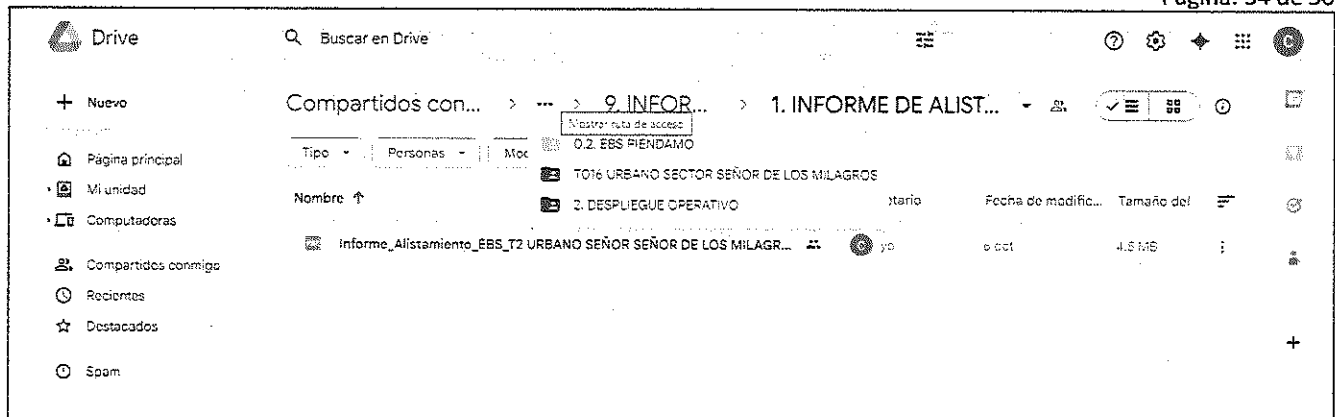 Página: 34 de 50
Drive
Buscar en Drive
Nuevo
Compartidos con... > ... > 9. INFOR... > 1. INFORME DE ALIST...
Mostrar ruta de acceso
Página principal
Tipo
Personas
0.2. EBS PIENDAMO
T016 URBANO SECTOR SEÑOR DE LOS MILAGROS
Mi unidad
Nombre ↑
2. DESPLIEGUE OPERATIVO
Fecha de modific...
Tamaño del
Computadoras
Informe_Alistamiento_EBS_T2 URBANO SEÑOR SEÑOR DE LOS MILAGR...
C
yo
4.5 MB
Compartidos conmigo
Recientes
Destacados
Spam